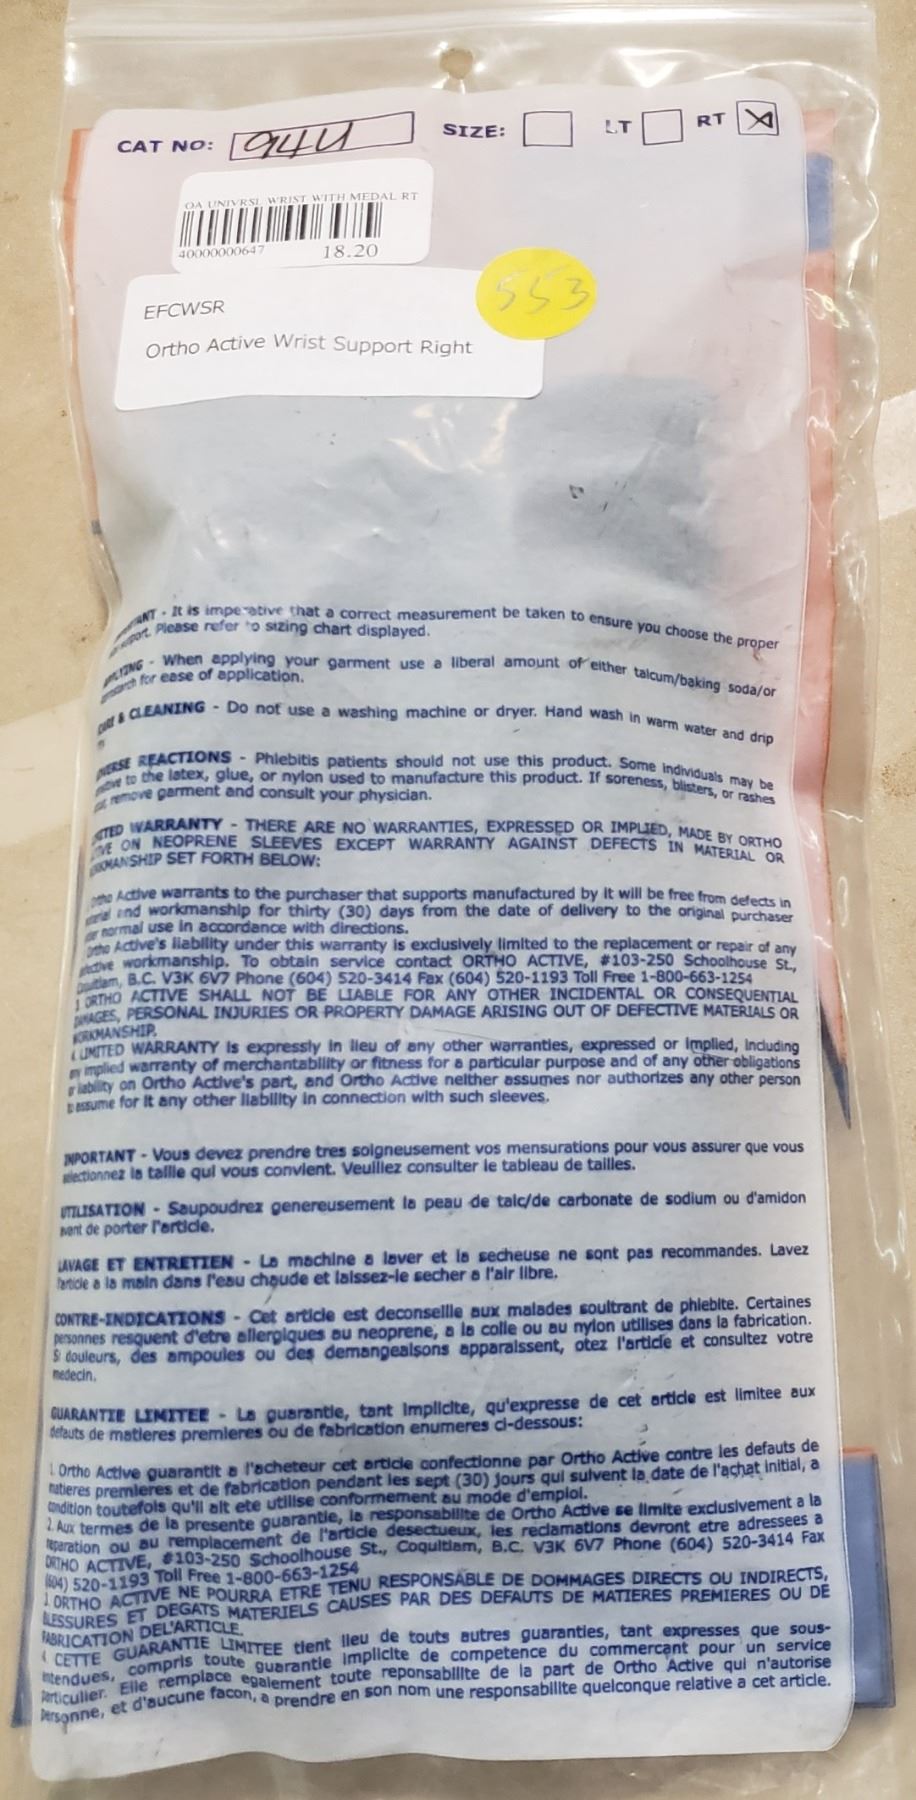 CAT NO: 94U SIZE: LT RT
OA UNIVRSL WRIST WITH MEDAL RT
40000000647 18.20
553
EFCWSR
Ortho Active Wrist Support Right
- It is imperative that a correct measurement be taken to ensure you choose the proper
support. Please refer to sizing chart displayed.
- When applying your garment use a liberal amount of either talcum/baking soda/or
for ease of application.
& CLEANING - Do not use a washing machine or dryer. Hand wash in warm water and drip
REACTIONS - Phlebitis patients should not use this product. Some individuals may be
to the latex, glue, or nylon used to manufacture this product. If soreness, blisters, or rashes
remove garment and consult your physician.
WARRANTY - THERE ARE NO WARRANTIES, EXPRESSED OR IMPLIED, MADE BY ORTHO
ON NEOPRENE SLEEVES EXCEPT WARRANTY AGAINST DEFECTS IN MATERIAL OR
SET FORTH BELOW:
Active warrants to the purchaser that supports manufactured by it will be free from defects in
and workmanship for thirty (30) days from the date of delivery to the original purchaser
normal use in accordance with directions.
Active's liability under this warranty is exclusively limited to the replacement or repair of any
workmanship. To obtain service contact ORTHO ACTIVE, #103-250 Schoolhouse St.,
B.C. V3K 6V7 Phone (604) 520-3414 Fax (604) 520-1193 Toll Free 1-800-663-1254
ORTHO ACTIVE SHALL NOT BE LIABLE FOR ANY OTHER INCIDENTAL OR CONSEQUENTIAL
PERSONAL INJURIES OR PROPERTY DAMAGE ARISING OUT OF DEFECTIVE MATERIALS OR
WORKMANSHIP.
LIMITED WARRANTY is expressly in lieu of any other warranties, expressed or implied, including
implied warranty of merchantability or fitness for a particular purpose and of any other obligations
liability on Ortho Active's part, and Ortho Active neither assumes nor authorizes any other person
to assume for it any other liability in connection with such sleeves.
IMPORTANT - Vous devez prendre tres soigneusement vos mensurations pour vous assurer que vous
selectionnez la taille qui vous convient. Veuillez consulter le tableau de tailles.
UTILISATION - Saupoudrez genereusement la peau de talc/de carbonate de sodium ou d'amidon
avant de porter l'article.
LAVAGE ET ENTRETIEN - La machine a laver et la secheuse ne sont pas recommandes. Lavez
l'article a la main dans l'eau chaude et laissez-le secher a l'air libre.
CONTRE-INDICATIONS - Cet article est deconseille aux malades soultrant de phlebite. Certaines
personnes resquent d'etre allergiques au neoprene, a la colle ou au nylon utilises dans la fabrication.
Si douleurs, des ampoules ou des demangeaisons apparaissent, otez l'article et consultez votre
medecin.
GUARANTIE LIMITEE - La guarantie, tant implicite, qu'expresse de cet article est limitee aux
defauts de matieres premieres ou de fabrication enumeres ci-dessous:
1. Ortho Active guarantit a l'acheteur cet article confectionne par Ortho Active contre les defauts de
matieres premieres et de fabrication pendant les sept (30) jours qui suivent la date de l'achat initial, a
condition toutefois qu'il ait ete utilise conformement au mode d'emploi.
2. Aux termes de la presente guarantie, la responsabilite de Ortho Active se limite exclusivement a la
reparation ou au remplacement de l'article desectueux, les reclamations devront etre adressees a
ORTHO ACTIVE, #103-250 Schoolhouse St., Coquitlam, B.C. V3K 6V7 Phone (604) 520-3414 Fax
(604) 520-1193 Toll Free 1-800-663-1254
ORTHO ACTIVE NE POURRA ETRE TENU RESPONSABLE DE DOMMAGES DIRECTS OU INDIRECTS,
BLESSURES ET DEGATS MATERIELS CAUSES PAR DES DEFAUTS DE MATIERES PREMIERES OU DE
FABRICATION DEL'ARTICLE.
CETTE GUARANTIE LIMITEE tient lieu de touts autres guaranties, tant expresses que sous-
intendues, compris toute guarantie implicite de competence du commercant pour un service
particulier. Elle remplace egalement toute reponsabilite de la part de Ortho Active qui n'autorise
personne, et d'aucune facon, a prendre en son nom une responsabilite quelconque relative a cet article.